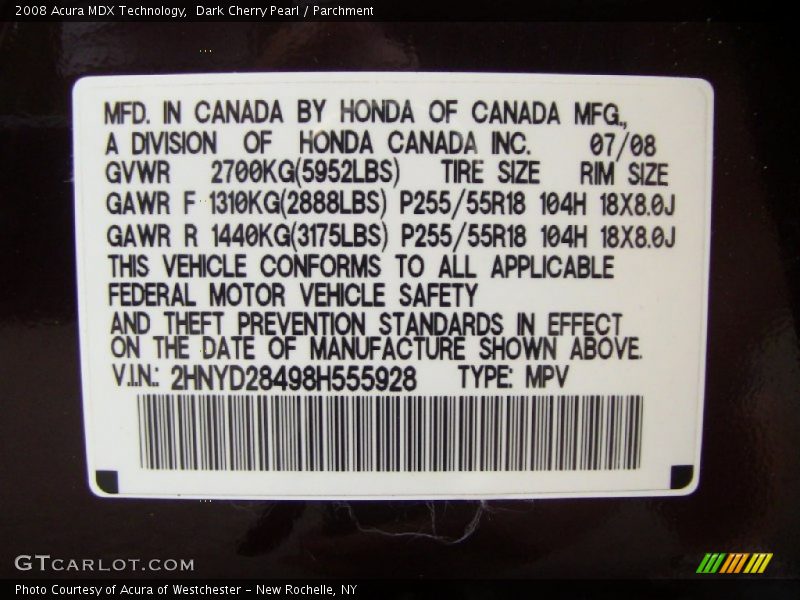 2008 Acura MDX Technology,  Dark Cherry Pearl / Parchment
MFD. IN CANADA BY HONDA OF CANADA MFG.,
A DIVISION OF HONDA CANADA INC. 07/08
GVWR 2700KG(5952LBS) TIRE SIZE RIM SIZE
GAWR F 1310KG(2888LBS) P255/55R18 104H 18X8.0J
GAWR R 1440KG(3175LBS) P255/55R18 104H 18X8.0J
THIS VEHICLE CONFORMS TO ALL APPLICABLE
FEDERAL MOTOR VEHICLE SAFETY
AND THEFT PREVENTION STANDARDS IN EFFECT
ON THE DATE OF MANUFACTURE SHOWN ABOVE.
V.I.N.: 2HNYD28498H555928 TYPE: MPV
GTCARLOT.COM
Photo Courtesy of Acura of Westchester - New Rochelle, NY